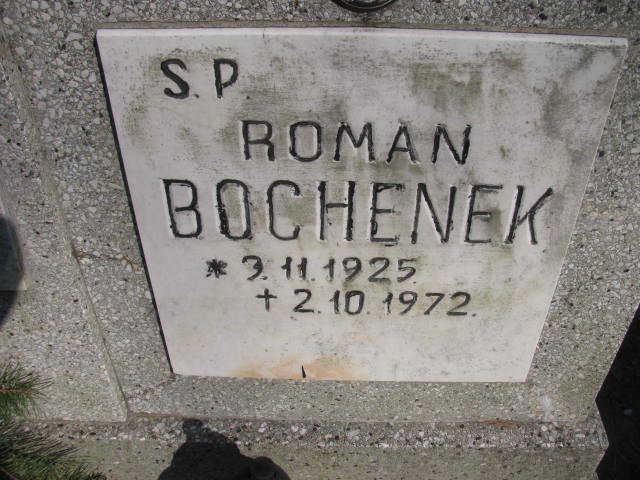 S.P.
ROMAN
BOCHENEK
* 3.11.1925.
+ 2.10.1972.